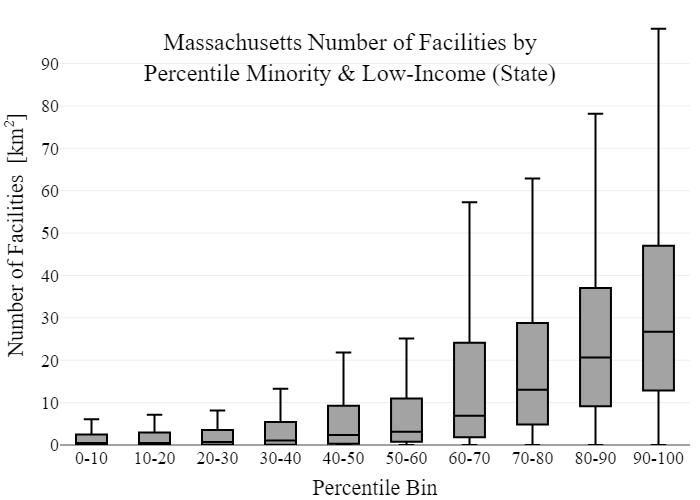 Massachusetts Number of Facilities by
Percentile Minority & Low-Income (State)
Number of Facilities [km²]
90
80
70
60
50
40
30
20
10
0
0-10 10-20 20-30 30-40 40-50 50-60 60-70 70-80 80-90 90-100
Percentile Bin